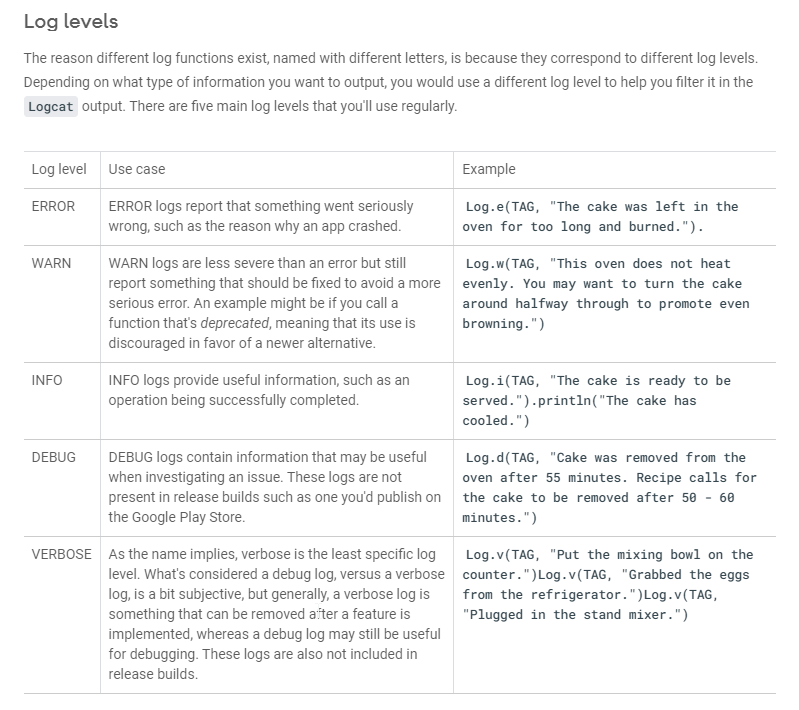 Log levels
The reason different log functions exist, named with different letters, is because they correspond to different log levels.
Depending on what type of information you want to output, you would use a different log level to help you filter it in the
Logcat output. There are five main log levels that you'll use regularly.
Log level Use case Example
ERROR
ERROR logs report that something went seriously
wrong, such as the reason why an app crashed.
Log.e(TAG, "The cake was left in the
oven for too long and burned.").
WARN
WARN logs are less severe than an error but still
report something that should be fixed to avoid a more
serious error. An example might be if you call a
function that's deprecated, meaning that its use is
discouraged in favor of a newer alternative.
Log.w(TAG, "This oven does not heat
evenly. You may want to turn the cake
around halfway through to promote even
browning.")
INFO
INFO logs provide useful information, such as an
operation being successfully completed.
Log.i(TAG, "The cake is ready to be
served.").println("The cake has
cooled.")
DEBUG
DEBUG logs contain information that may be useful
when investigating an issue. These logs are not
present in release builds such as one you'd publish on
the Google Play Store.
Log.d(TAG, "Cake was removed from the
oven after 55 minutes. Recipe calls for
the cake to be removed after 50 - 60
minutes.")
VERBOSE
As the name implies, verbose is the least specific log
level. What's considered a debug log, versus a verbose
log, is a bit subjective, but generally, a verbose log is
something that can be removed after a feature is
implemented, whereas a debug log may still be useful
for debugging. These logs are also not included in
release builds.
Log.v(TAG, "Put the mixing bowl on the
counter.")Log.v(TAG, "Grabbed the eggs
from the refrigerator.")Log.v(TAG,
"Plugged in the stand mixer.")